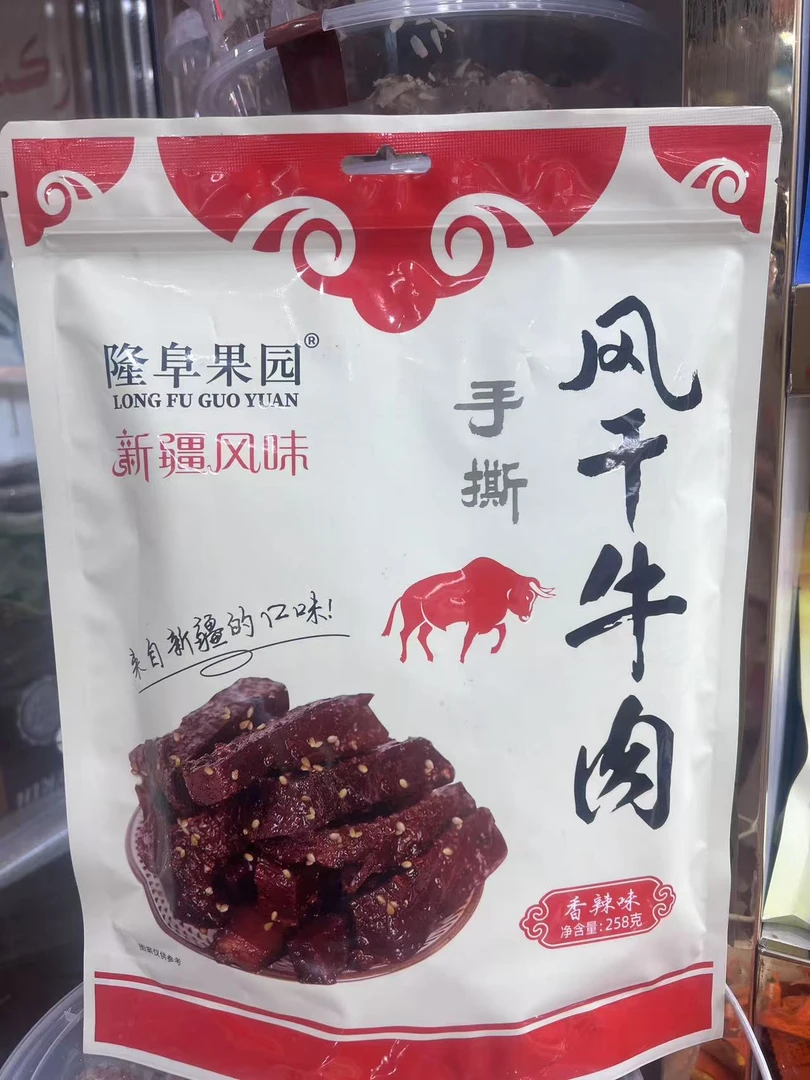 隆阜果园®
LONG FU GUO YUAN
新疆风味
手撕
风干牛肉
来自新疆的口味!
香辣味
净含量:258克
图案仅供参考